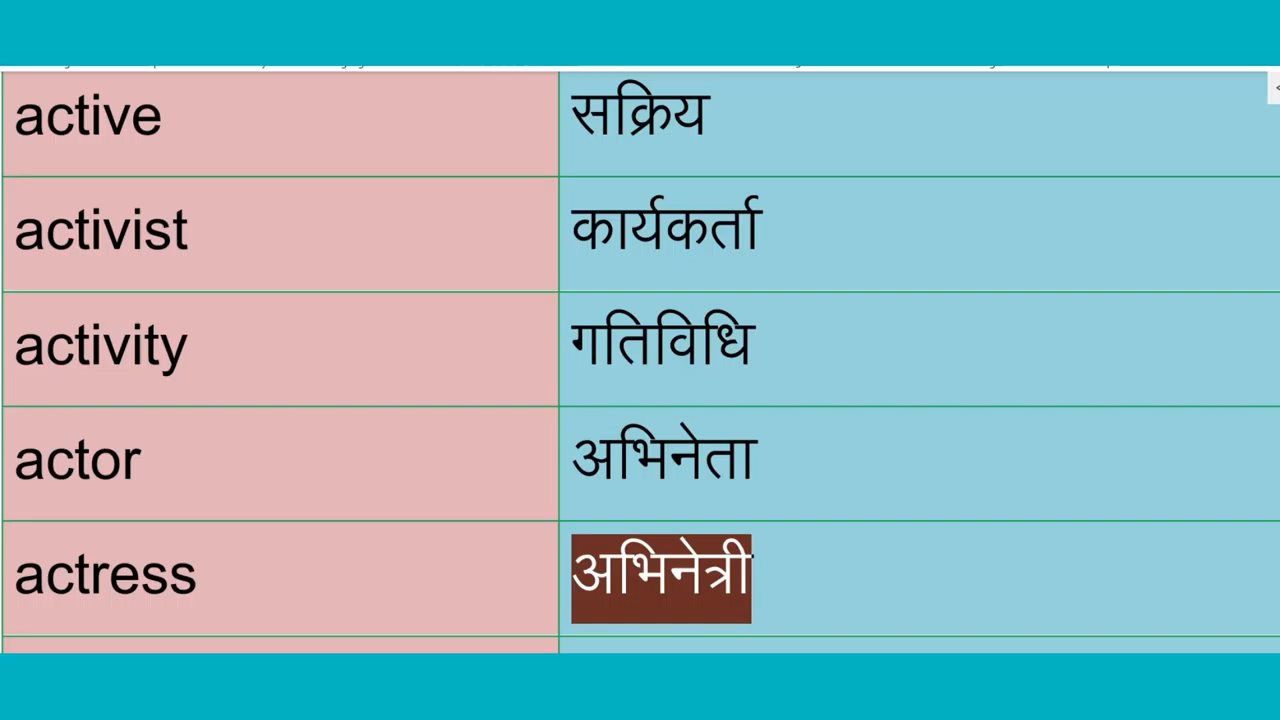 active सक्रिय
activist कार्यकर्ता
activity गतिविधि
actor अभिनेता
actress अभिनेत्री